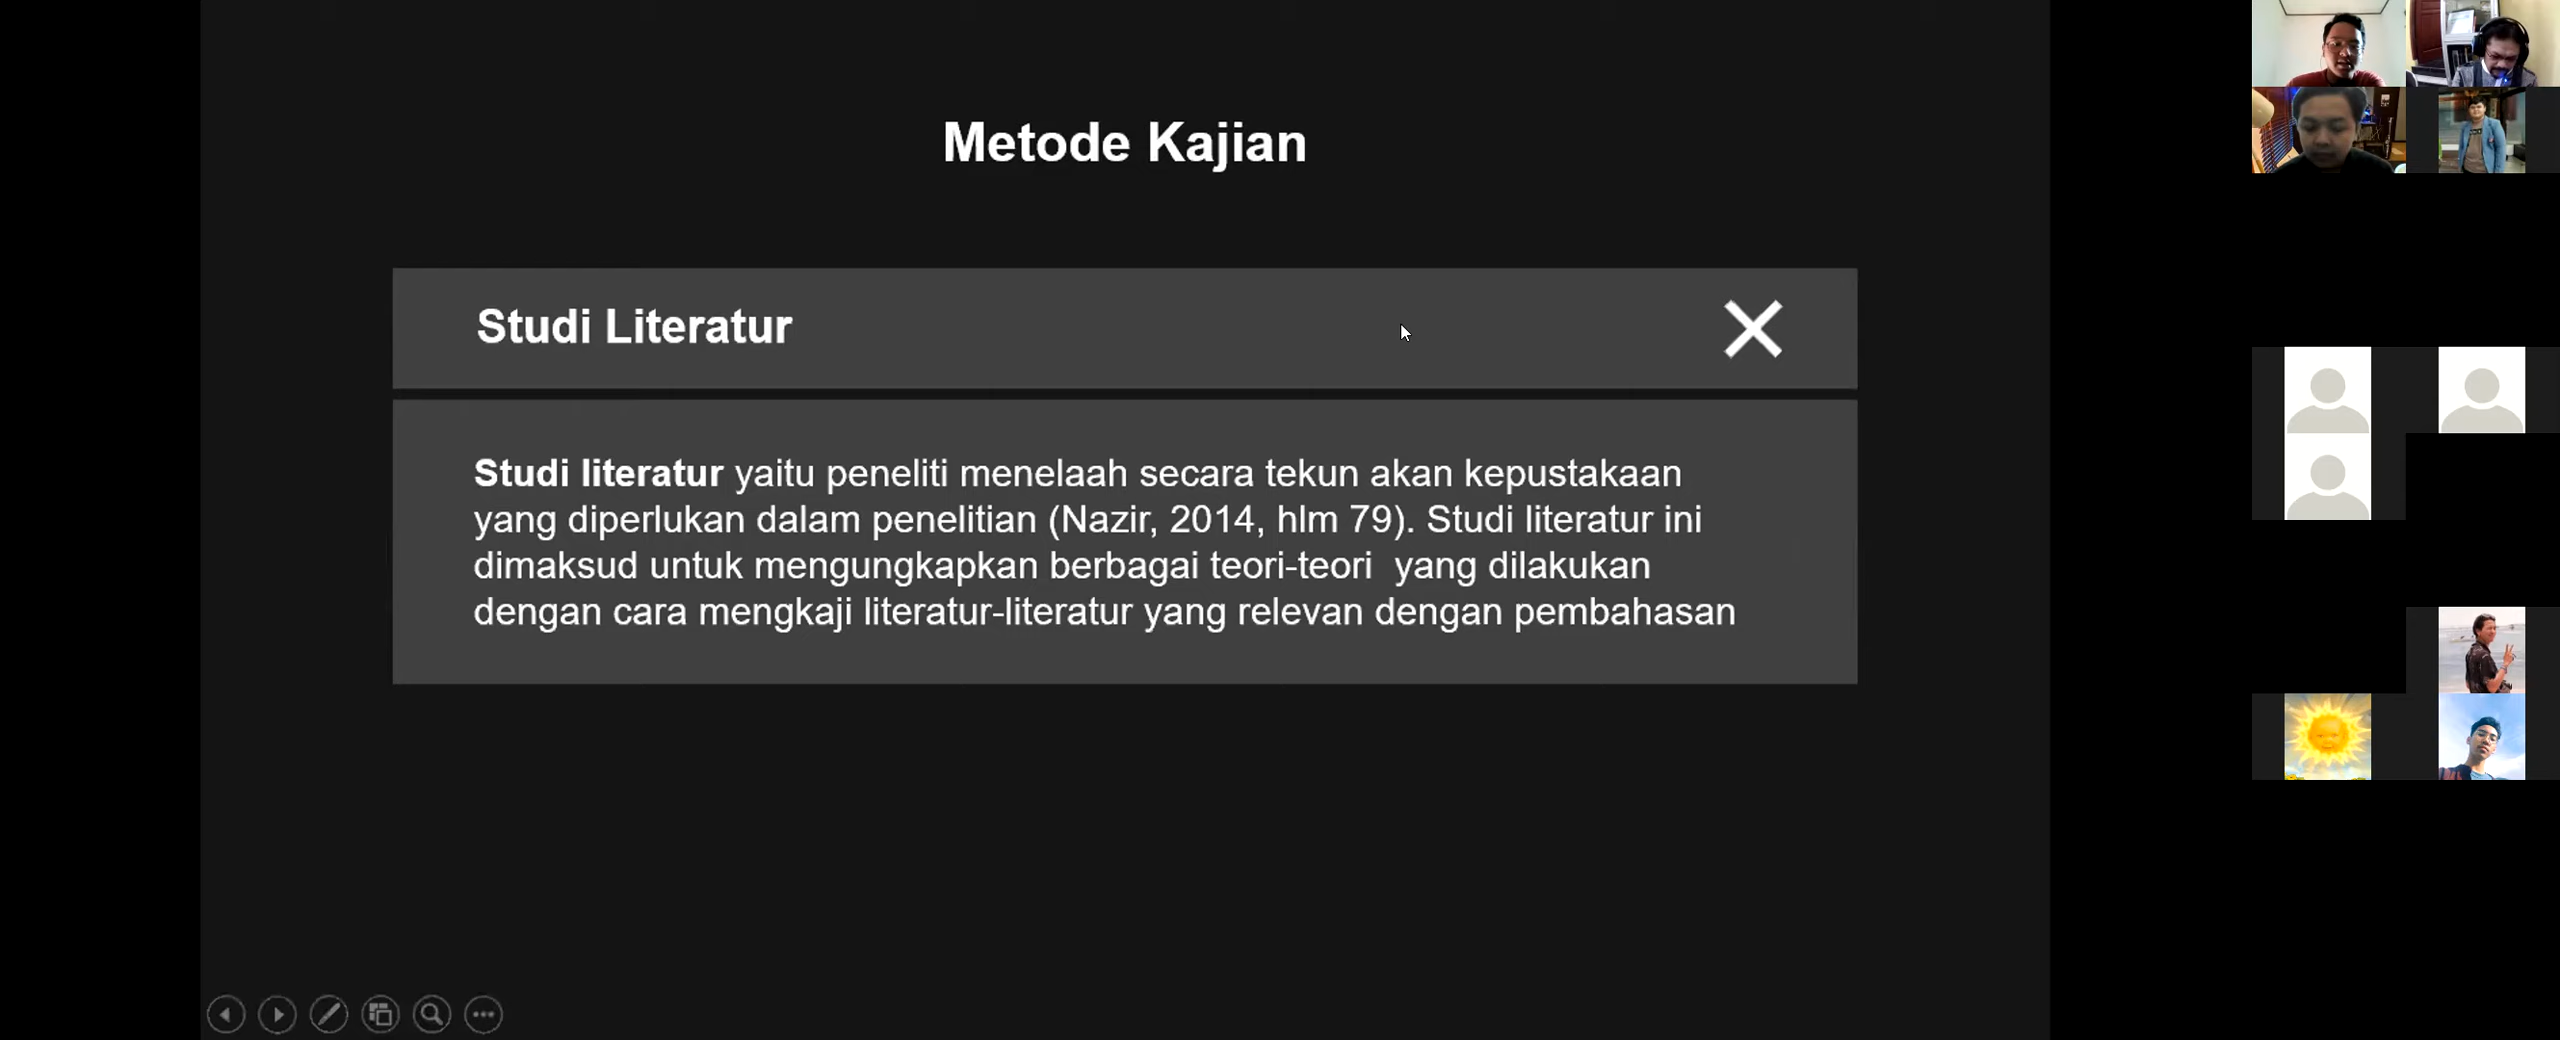 Metode Kajian
Studi Literatur
Studi literatur yaitu peneliti menelaah secara tekun akan kepustakaan
yang diperlukan dalam penelitian (Nazir, 2014, hlm 79). Studi literatur ini
dimaksud untuk mengungkapkan berbagai teori-teori  yang dilakukan
dengan cara mengkaji literatur-literatur yang relevan dengan pembahasan